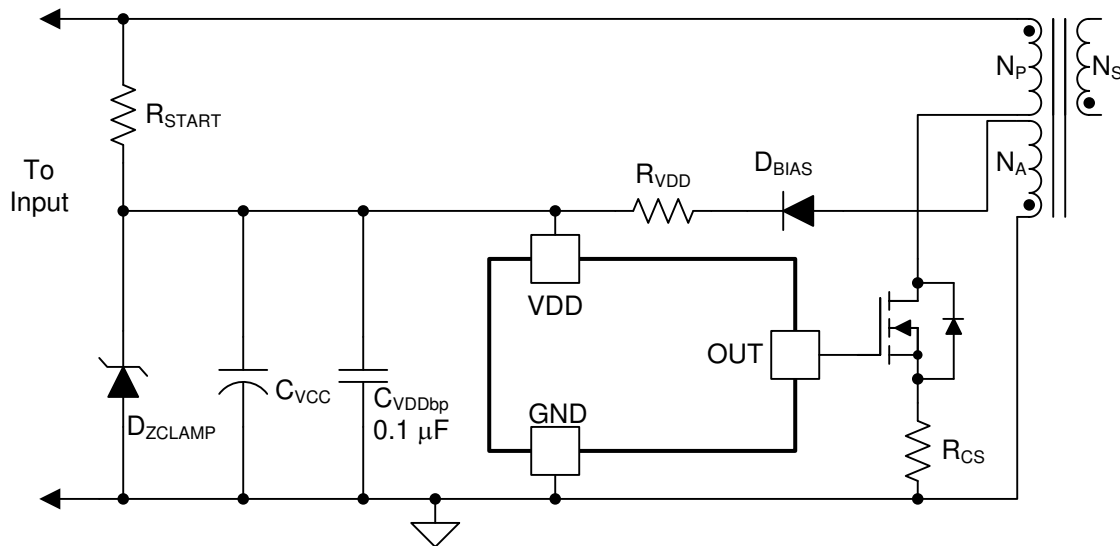 N_P
N_S
R_START
To
Input
N_A
D_BIAS
R_VDD
VDD
OUT
C_VCC
C_VDDbp
0.1 μF
GND
D_ZCLAMP
R_CS